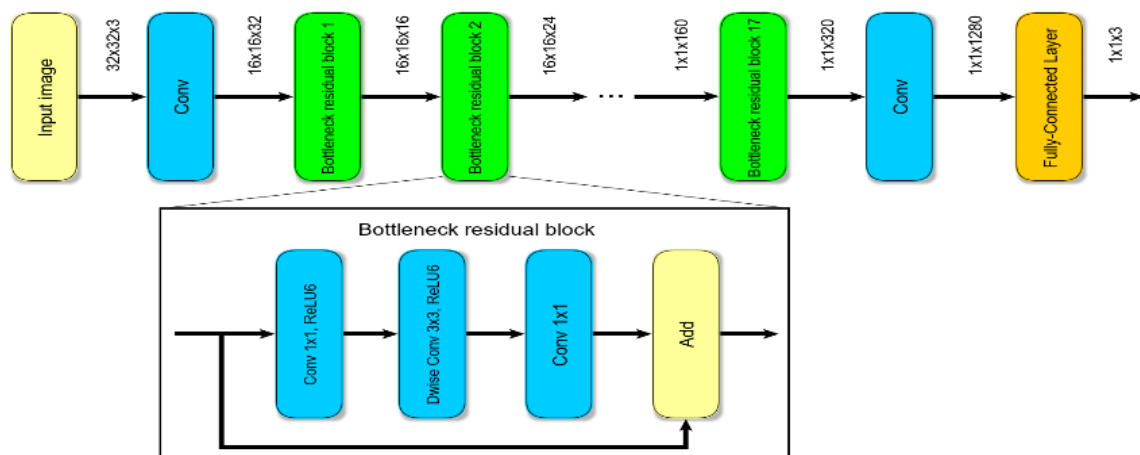 Input image
32x32x3
Conv
16x16x32
Bottleneck residual block 1
16x16x16
Bottleneck residual block 2
16x16x24
...
1x1x160
Bottleneck residual block 17
1x1x320
Conv
1x1x1280
Fully-Connected Layer
1x1x3
Bottleneck residual block
Conv 1x1, ReLU6
Dwise Conv 3x3, ReLU6
Conv 1x1
Add